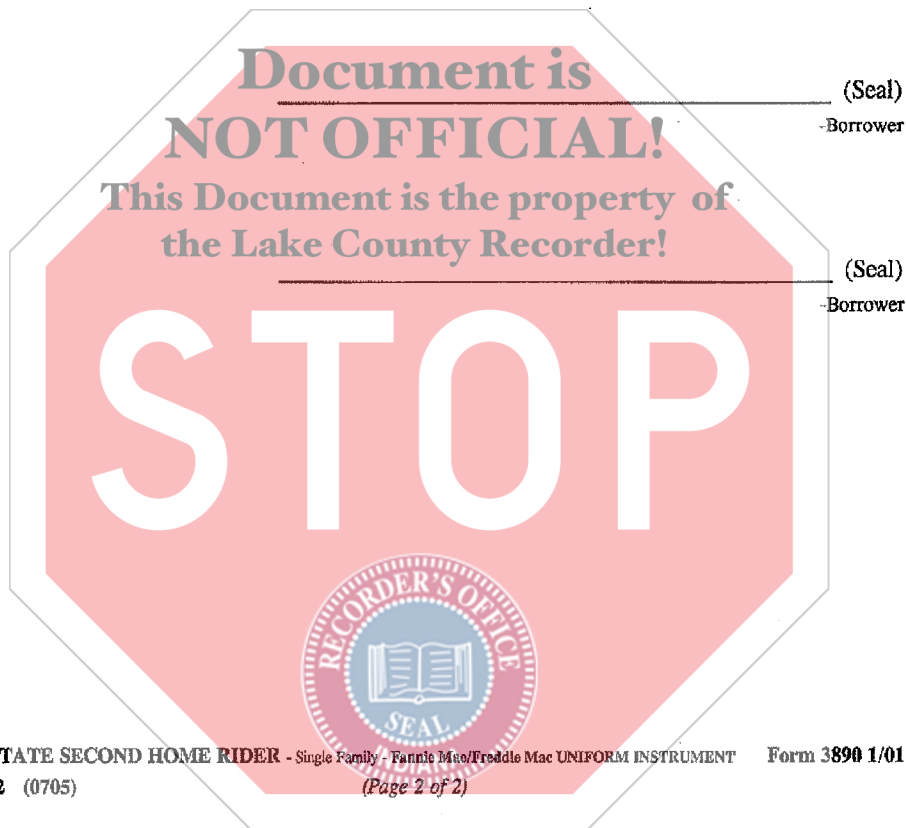 Document is
(Seal)
-Borrower
NOT OFFICIAL!
This Document is the property of
the Lake County Recorder!
(Seal)
-Borrower
STOP
RECORDER'S OFFICE
SEAL
INDIANA
TATE SECOND HOME RIDER - Single Family - Fannie Mae/Freddie Mac UNIFORM INSTRUMENT Form 3890 1/01
2 (0705) (Page 2 of 2)